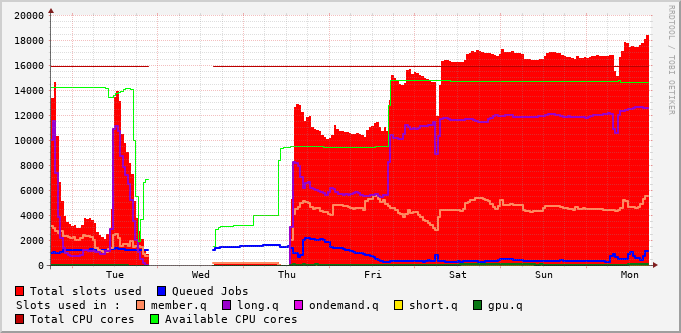 20000
18000
16000
14000
12000
10000
8000
6000
4000
2000
0
Tue Wed Thu Fri Sat Sun Mon
Total slots used Queued Jobs
Slots used in : member.q long.q ondemand.q short.q gpu.q
Total CPU cores Available CPU cores
RRDTOOL / TOBI OETIKER